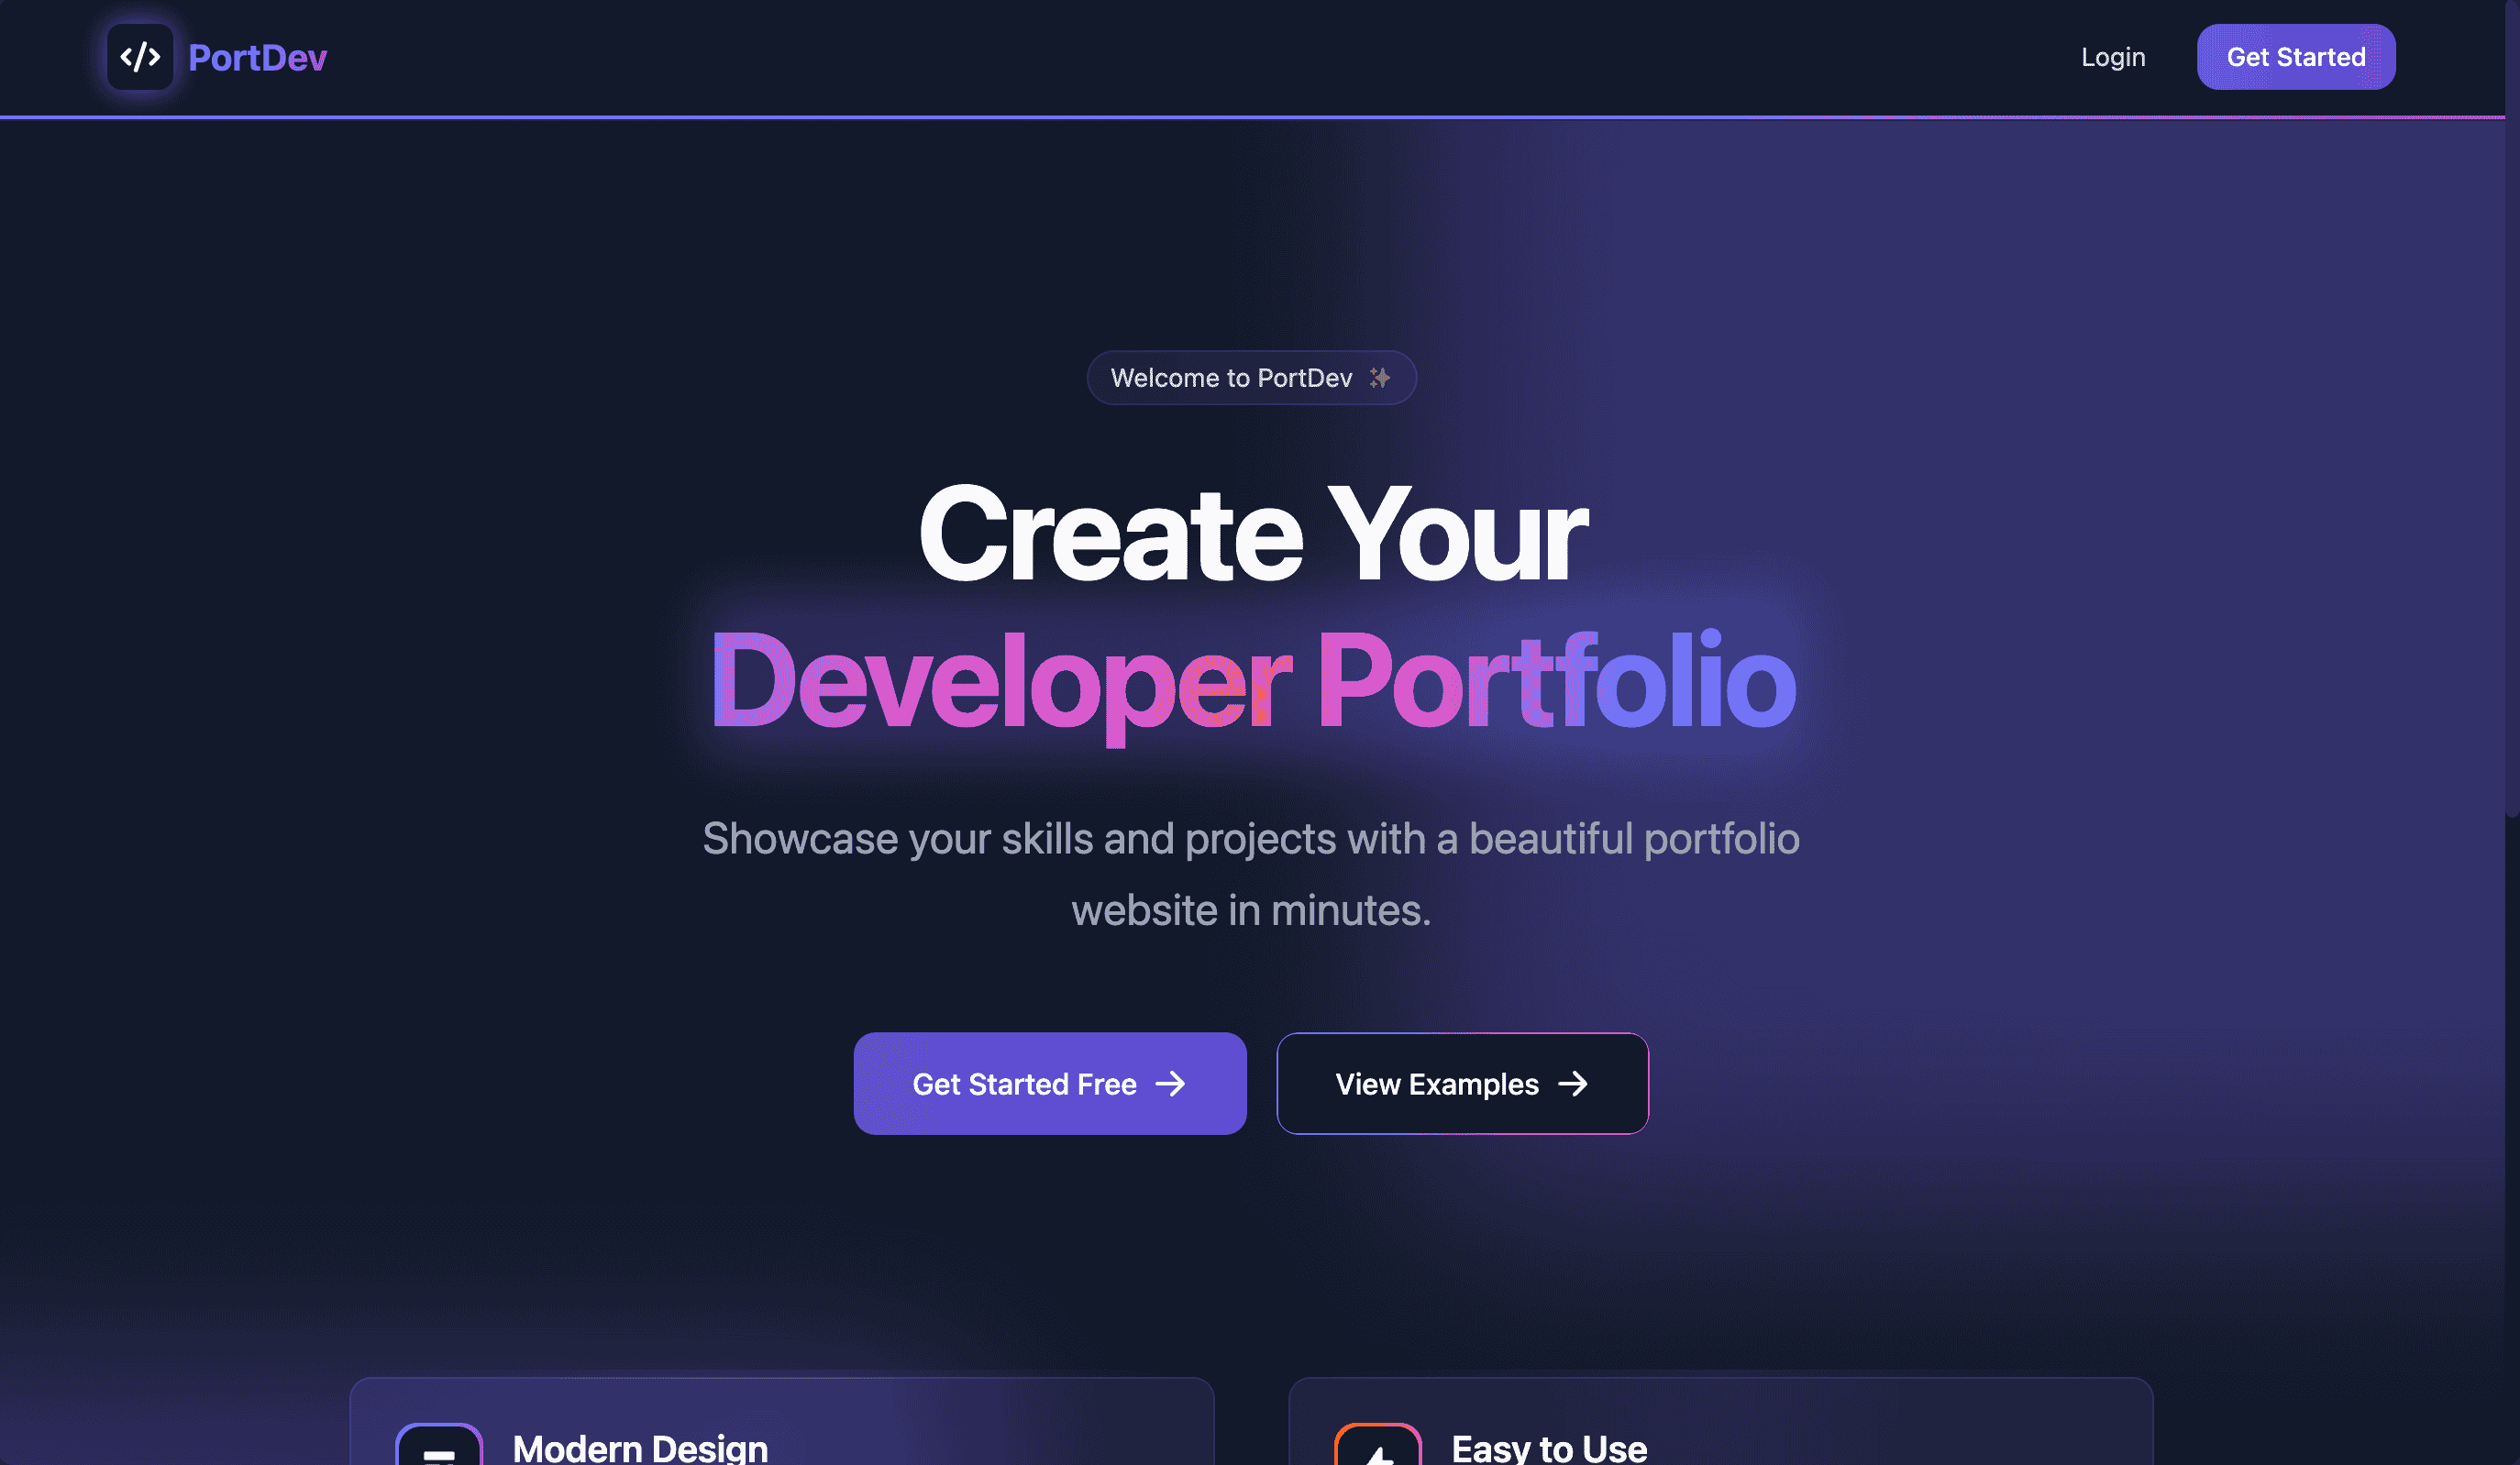 </> PortDev
Login
Get Started
Welcome to PortDev ✨
Create Your
Developer Portfolio
Showcase your skills and projects with a beautiful portfolio
website in minutes.
Get Started Free →
View Examples →
Modern Design
Easy to Use